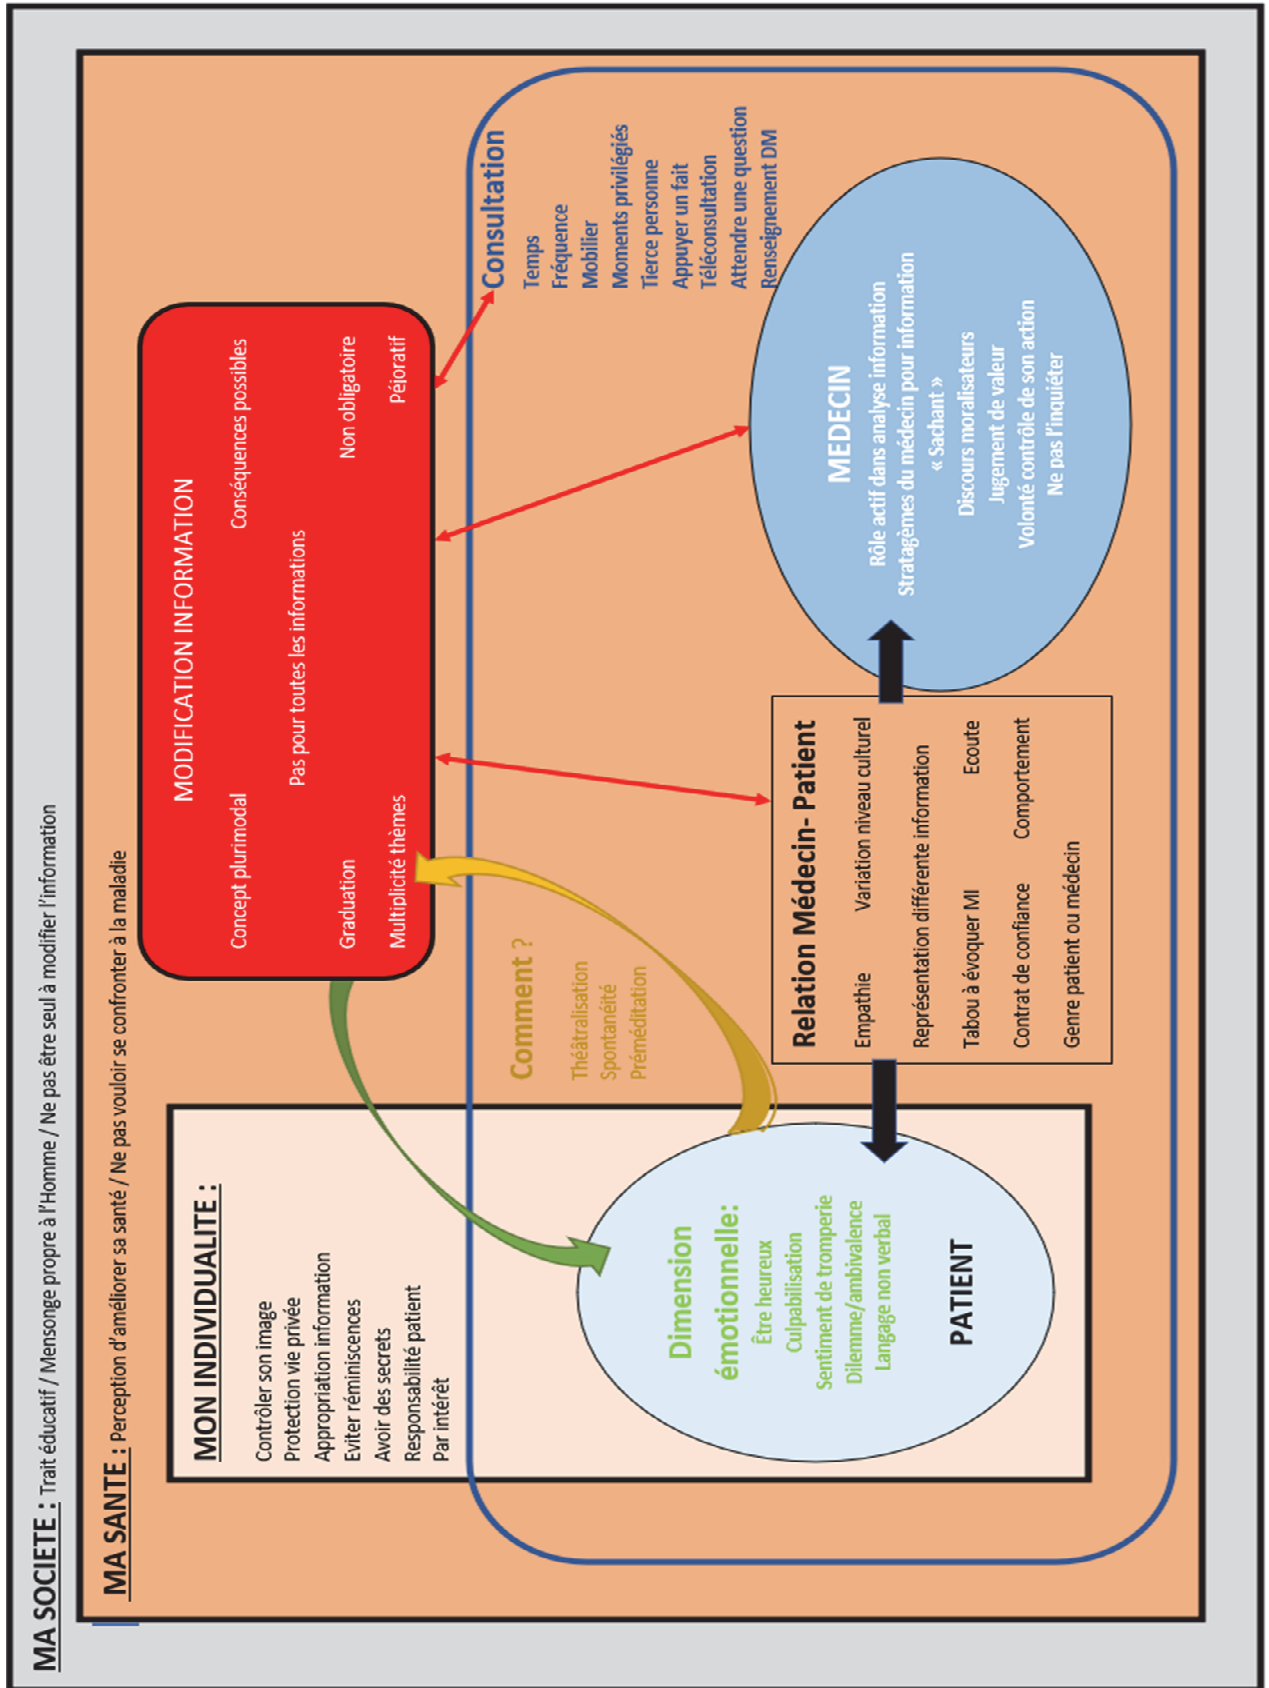 MA SOCIETE : Trait éducatif / Mensonge propre à l'Homme / Ne pas être seul à modifier l'information
MA SANTE : Perception d'améliorer sa santé / Ne pas vouloir se confronter à la maladie
MON INDIVIDUALITE :
Contrôler son image
Protection vie privée
Appropriation information
Eviter réminiscences
Avoir des secrets
Responsabilité patient
Par intérêt
MODIFICATION INFORMATION
Concept plurimodal
Conséquences possibles
Pas pour toutes les informations
Graduation
Non obligatoire
Multiplicité thèmes
Péjoratif
Comment ?
Théâtralisation
Spontanéité
Préméditation
Consultation
Temps
Fréquence
Mobilier
Moments privilégiés
Tierce personne
Appuyer un fait
Téléconsultation
Attendre une question
Renseignement DM
Dimension
émotionnelle:
Être heureux
Culpabilisation
Sentiment de tromperie
Dilemme/ambivalence
Langage non verbal
PATIENT
Relation Médecin- Patient
Empathie
Variation niveau culturel
Représentation différente information
Tabou à évoquer MI
Ecoute
Contrat de confiance
Comportement
Genre patient ou médecin
MEDECIN
Rôle actif dans analyse information
Stratagèmes du médecin pour information
« Sachant »
Discours moralisateurs
Jugement de valeur
Volonté contrôle de son action
Ne pas l'inquiéter